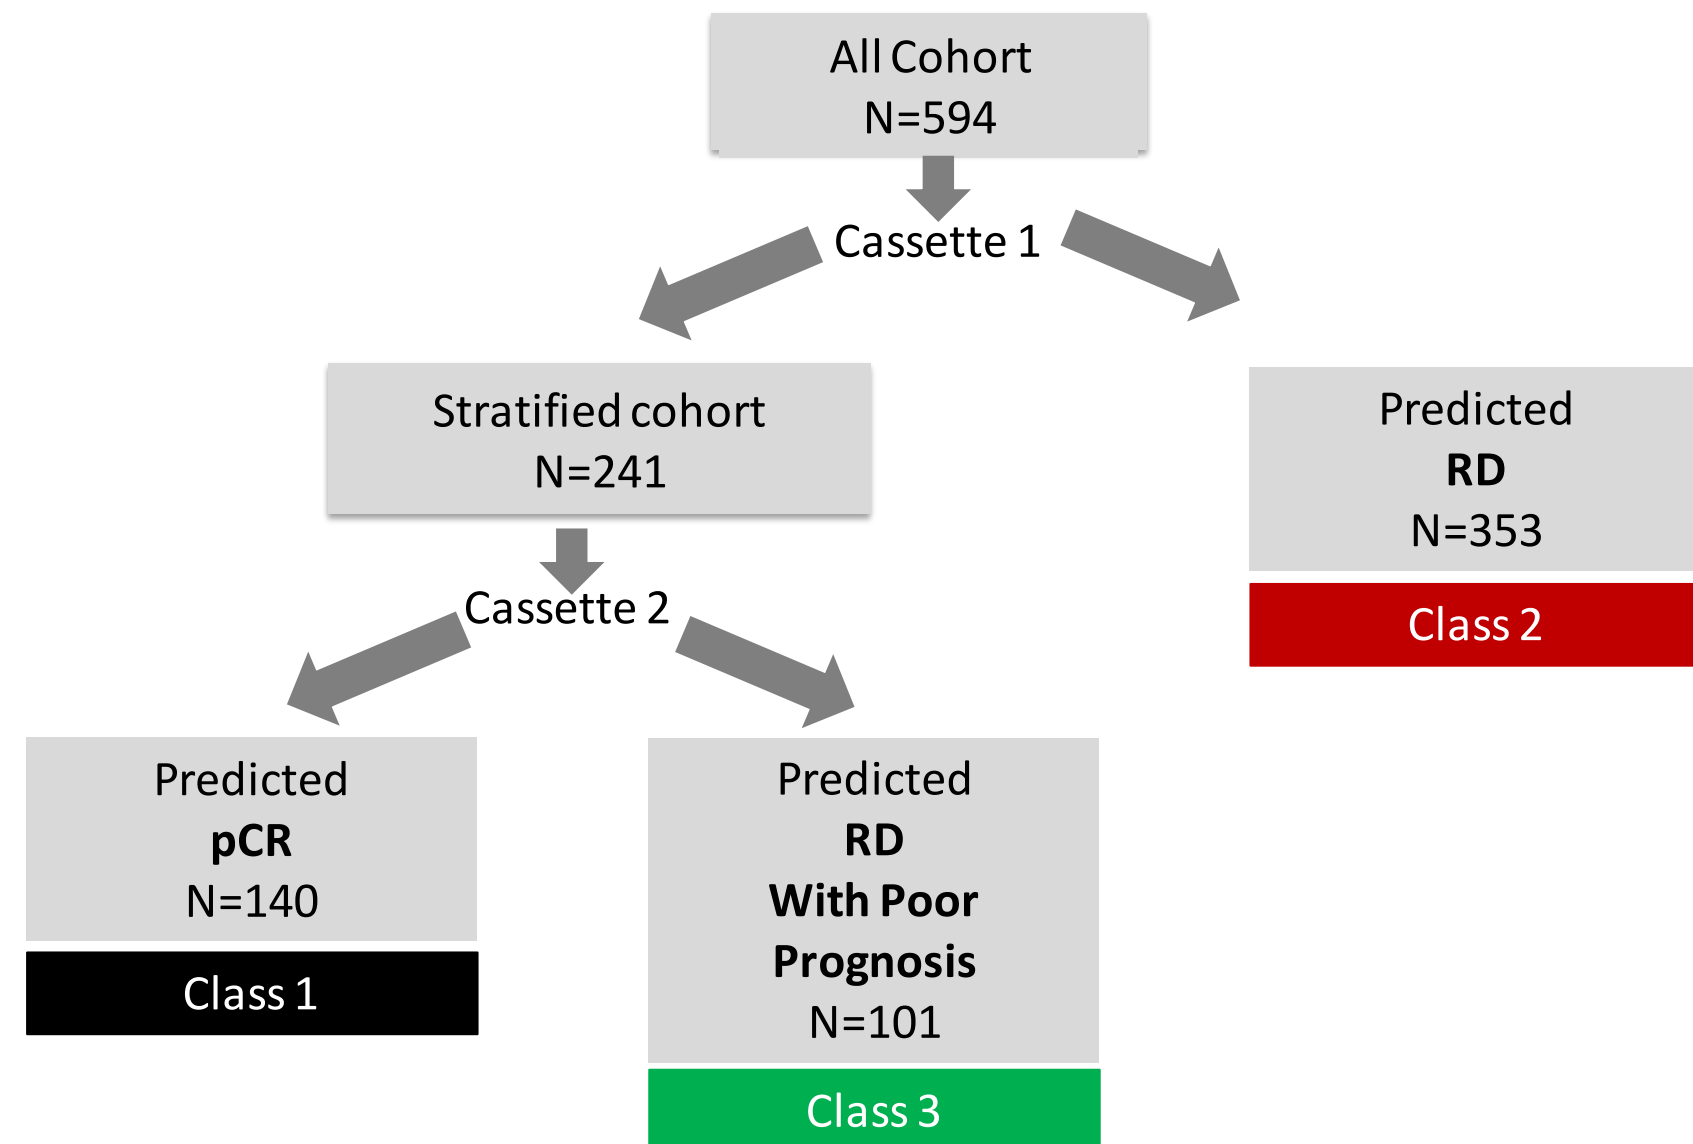 All Cohort
N=594
Cassette 1
Stratified cohort
N=241
Predicted
RD
N=353
Class 2
Cassette 2
Predicted
pCR
N=140
Class 1
Predicted
RD
With Poor
Prognosis
N=101
Class 3